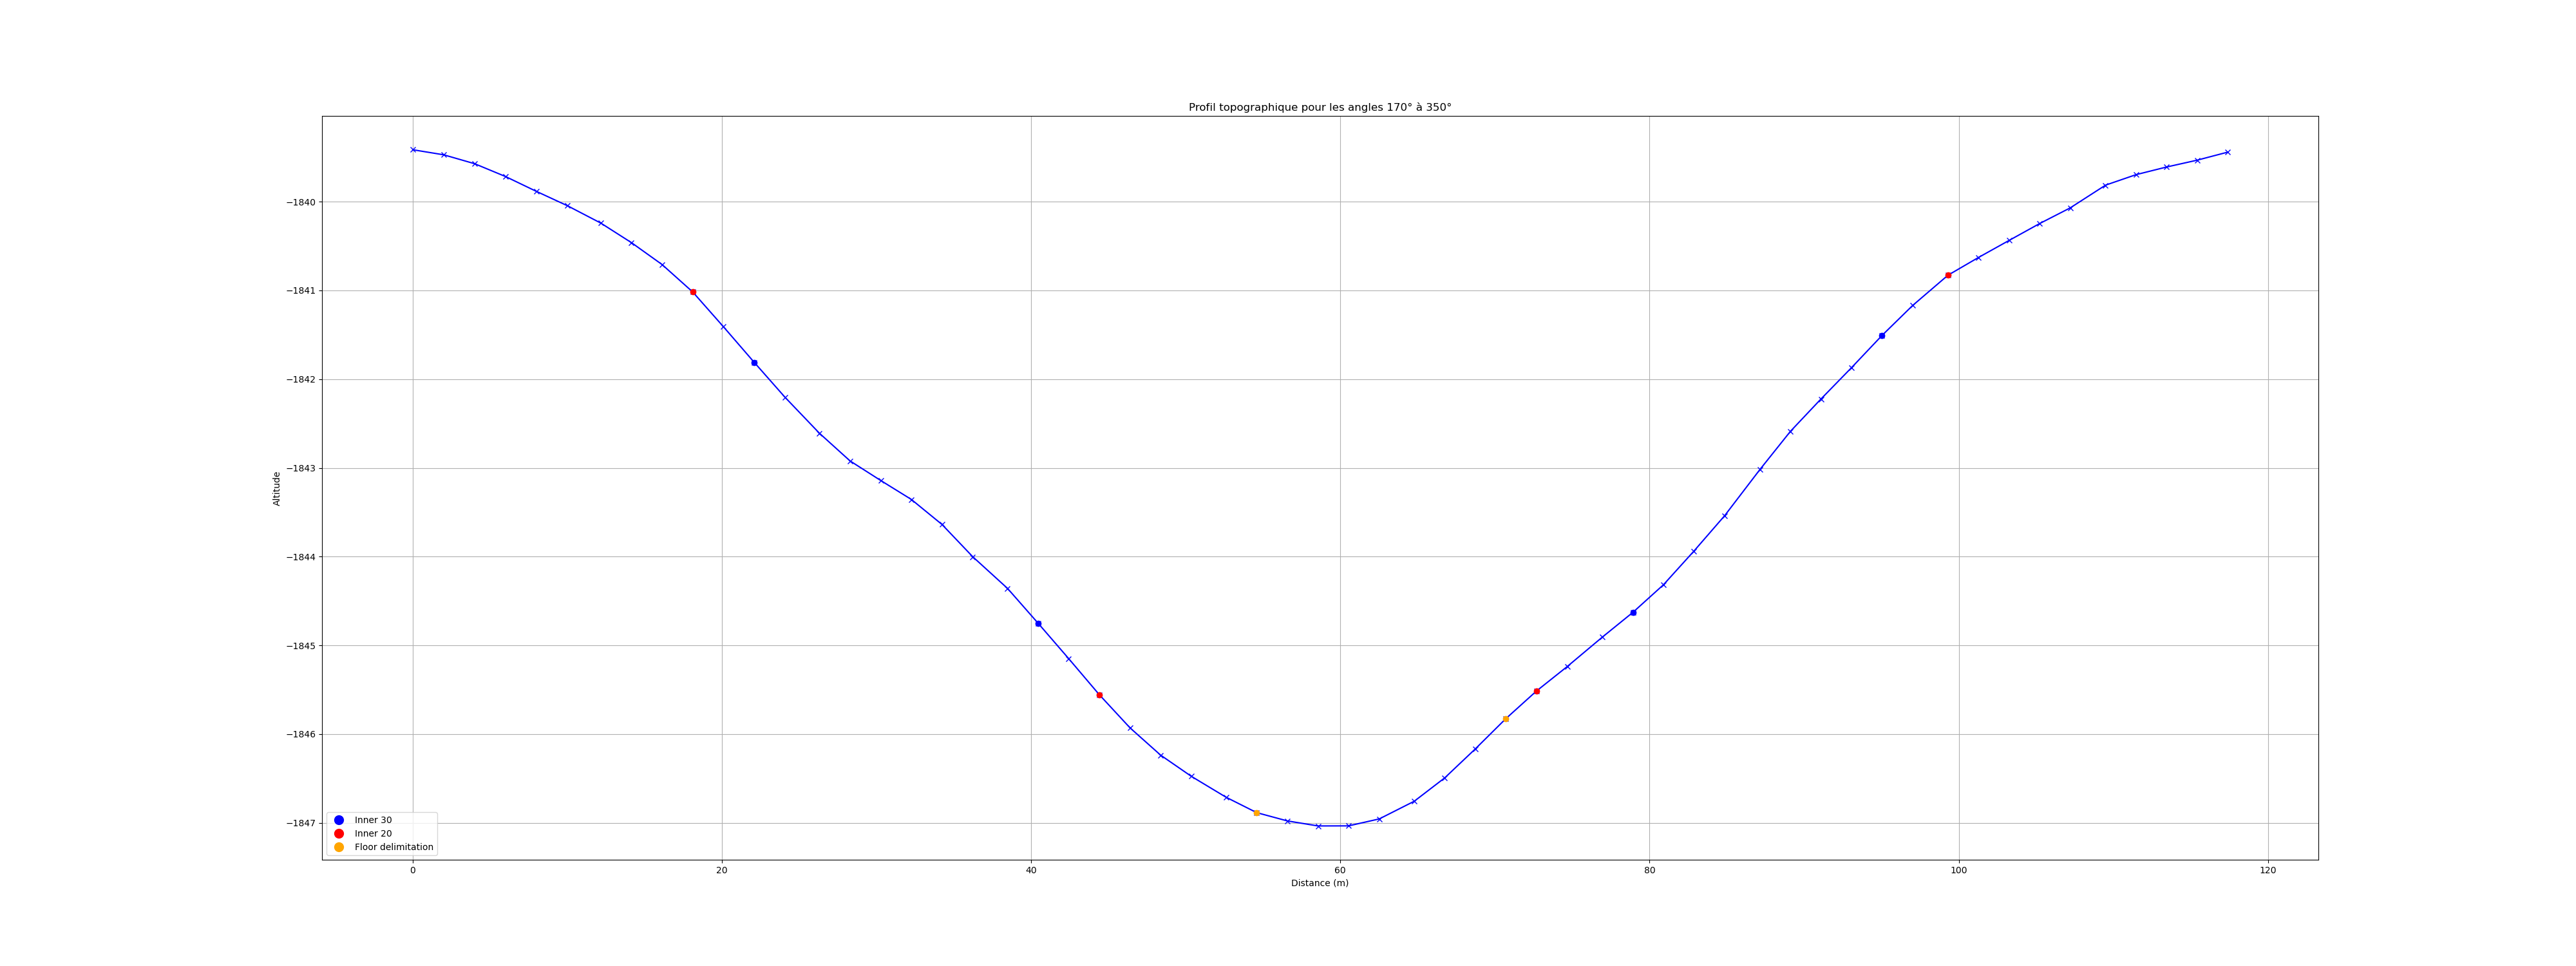 Profil topographique pour les angles 170° à 350°
Altitude
−1840
−1841
−1842
−1843
−1844
−1845
−1846
−1847
Inner 30
Inner 20
Floor delimitation
0
20
40
60
80
100
120
Distance (m)